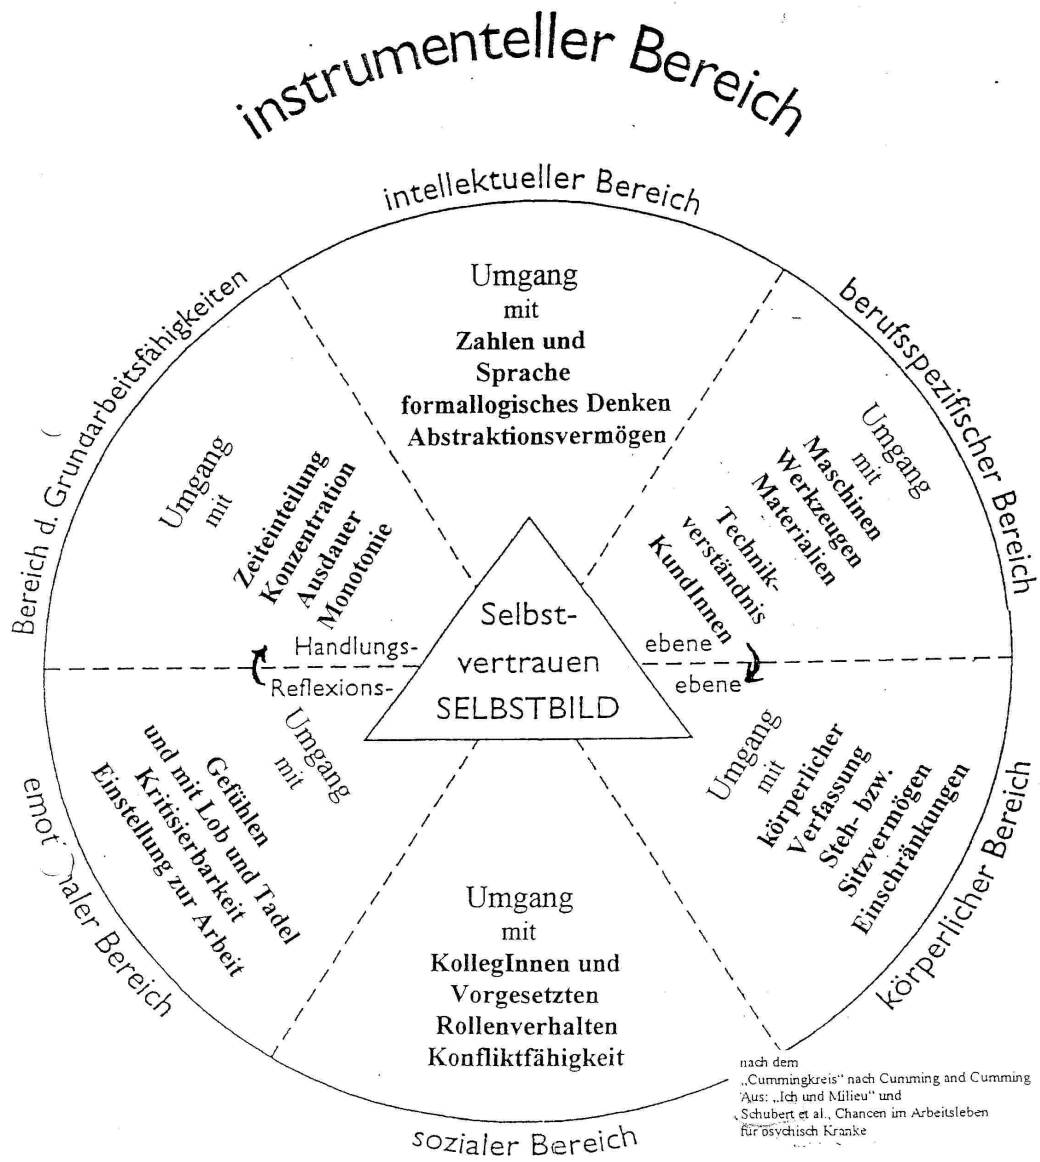 instrumenteller Bereich
intellektueller Bereich
Umgang
mit
Zahlen und
Sprache
formallogisches Denken
Abstraktionsvermögen
berufsspezifischer Bereich
Umgang
mit
Maschinen
Werkzeugen
Materialien
Technik-
verständnis
KundInnen
Bereich d. Grundarbeitsfähigkeiten
Umgang
mit
Zeiteinteilung
Konzentration
Ausdauer
Monotonie
Handlungs-
ebene
Reflexions-
ebene
Selbst-
vertrauen
SELBSTBILD
körperlicher Bereich
Umgang
mit
körperlicher
Verfassung
Steh- bzw.
Sitzvermögen
Einschränkungen
sozialer Bereich
Umgang
mit
KollegInnen und
Vorgesetzten
Rollenverhalten
Konfliktfähigkeit
Bereich
Umgang
mit
Gefühlen
und mit Lob und Tadel
Kritisierbarkeit
Einstellung zur Arbeit
nach dem
„Cummingkreis“ nach Cumming and Cumming
Aus: „Ich und Milieu“ und
Schubert et al., Chancen im Arbeitsleben
für psychisch Kranke